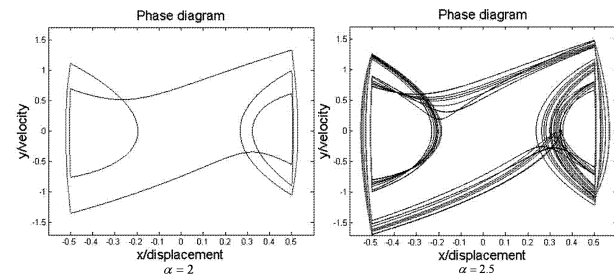 Phase diagram
1.5
1
0.5
0
-0.5
-1
-1.5
y/velocity
-0.5 -0.4 -0.3 -0.2 -0.1 0 0.1 0.2 0.3 0.4 0.5
x/displacement
α = 2
Phase diagram
1.5
1
0.5
0
-0.5
-1
-1.5
y/velocity
-0.5 -0.4 -0.3 -0.2 -0.1 0 0.1 0.2 0.3 0.4 0.5
x/displacement
α = 2.5